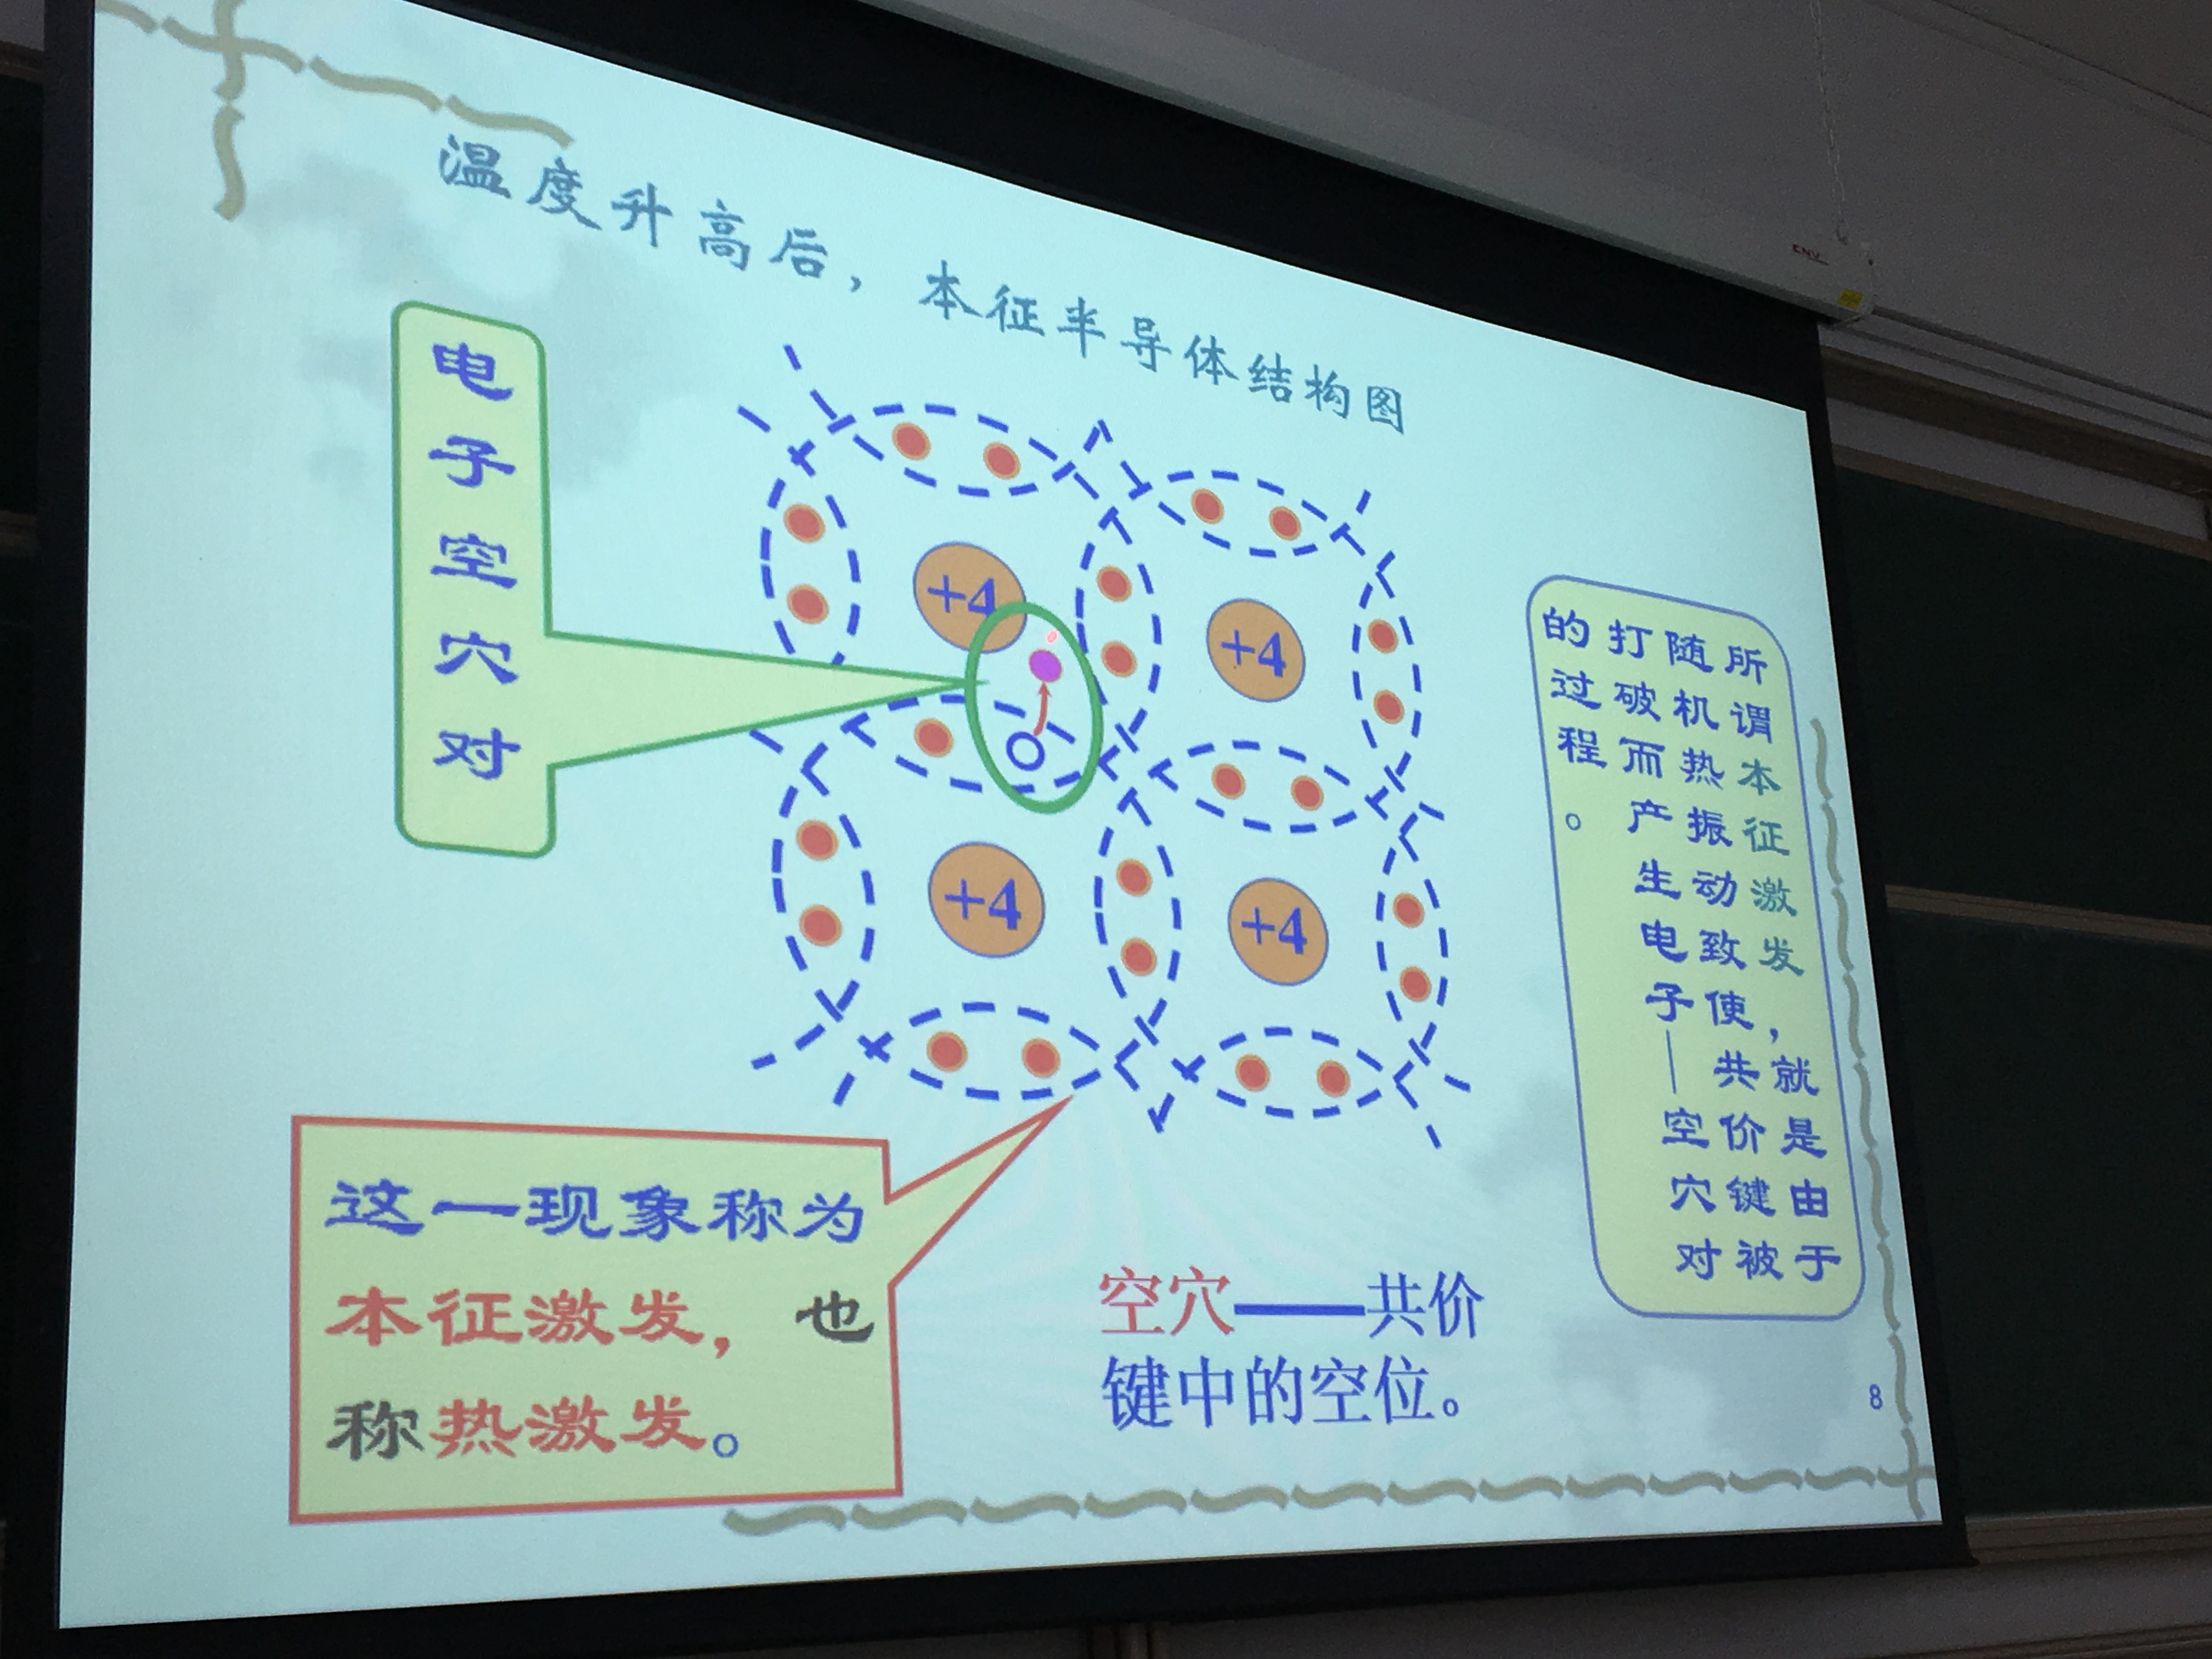 温度升高后，本征半导体结构图
电子空穴对
+4
+4
+4
+4
所谓本征激发，就是由于
随机热振动致使共价键被
打破而产生电子—空穴对
的过程。
这一现象称为
本征激发，也
称热激发。
空穴——共价
键中的空位。
8